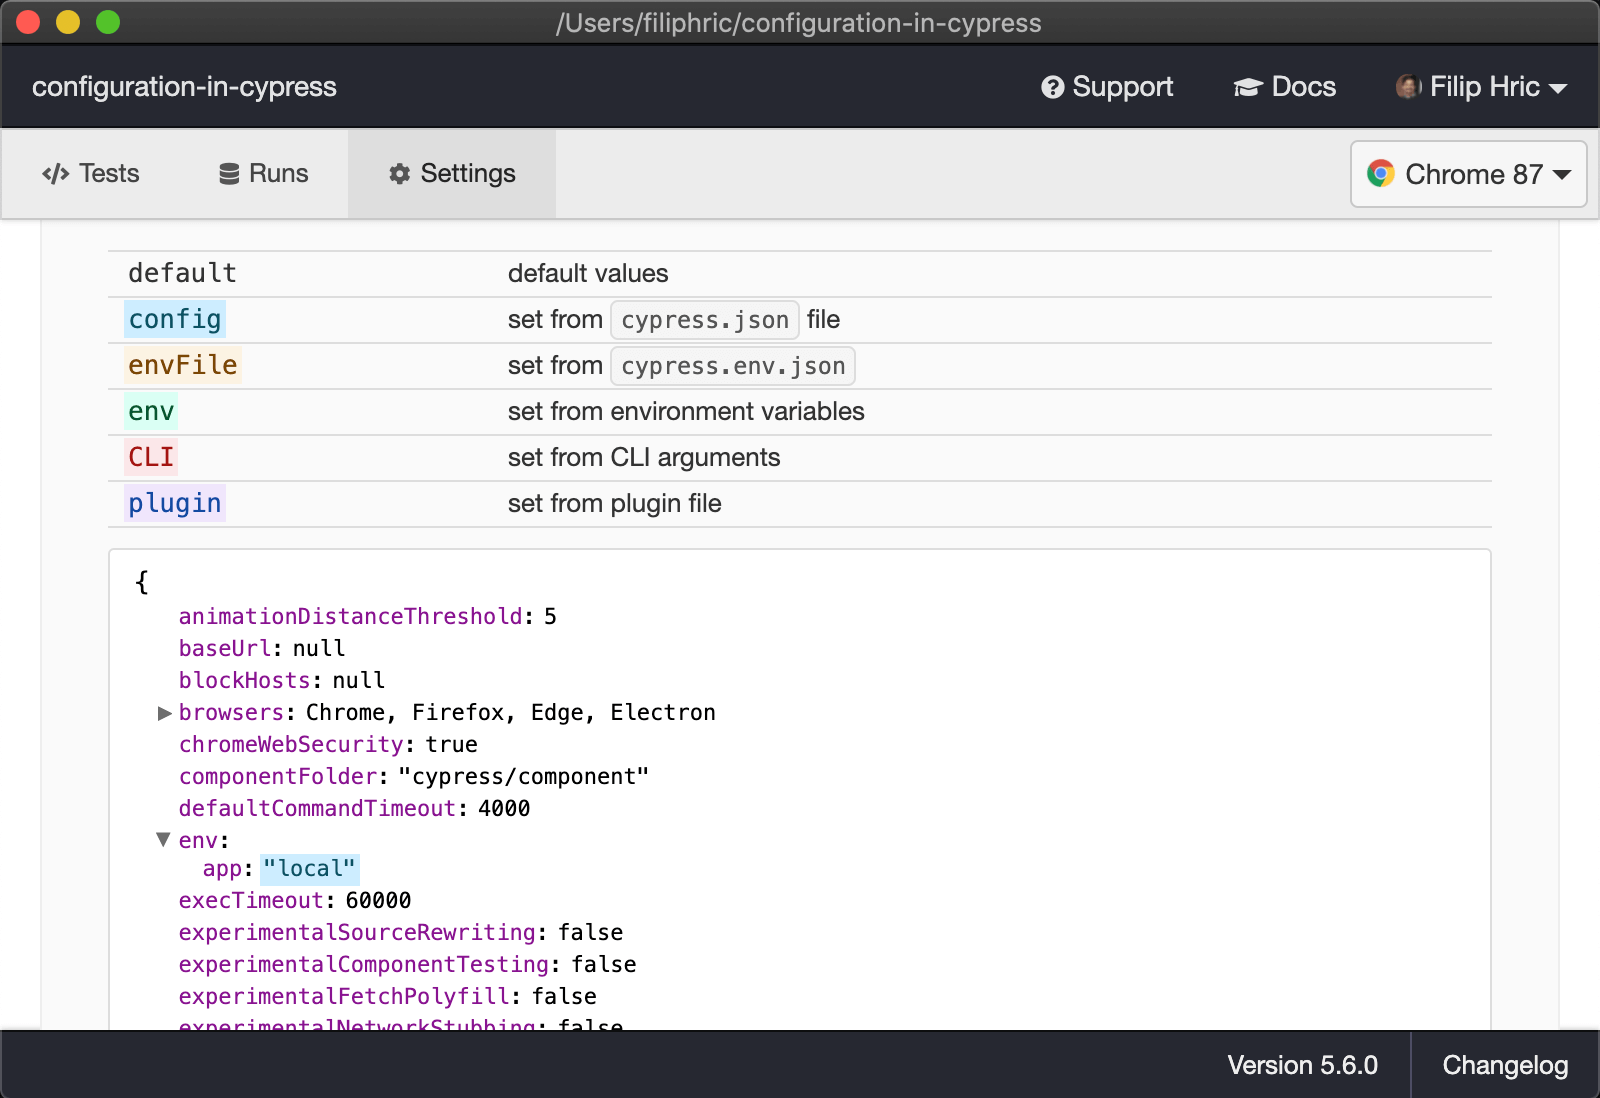 /Users/filiphric/configuration-in-cypress
configuration-in-cypress Support Docs Filip Hric
Tests Runs Settings Chrome 87
default default values
config set from cypress.json file
envFile set from cypress.env.json
env set from environment variables
CLI set from CLI arguments
plugin set from plugin file
{
animationDistanceThreshold: 5
baseUrl: null
blockHosts: null
browsers: Chrome, Firefox, Edge, Electron
chromeWebSecurity: true
componentFolder: "cypress/component"
defaultCommandTimeout: 4000
env:
app: "local"
execTimeout: 60000
experimentalSourceRewriting: false
experimentalComponentTesting: false
experimentalFetchPolyfill: false
experimentalNetworkStubbing: false
Version 5.6.0 Changelog